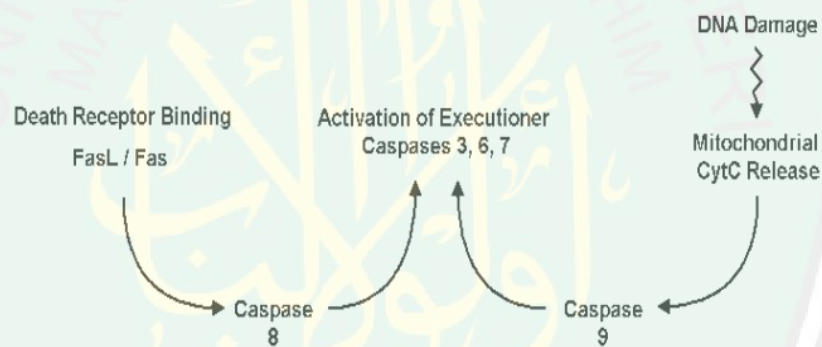 DNA Damage
Death Receptor Binding
FasL / Fas
Activation of Executioner
Caspases 3, 6, 7
Mitochondrial
CytC Release
Caspase
8
Caspase
9